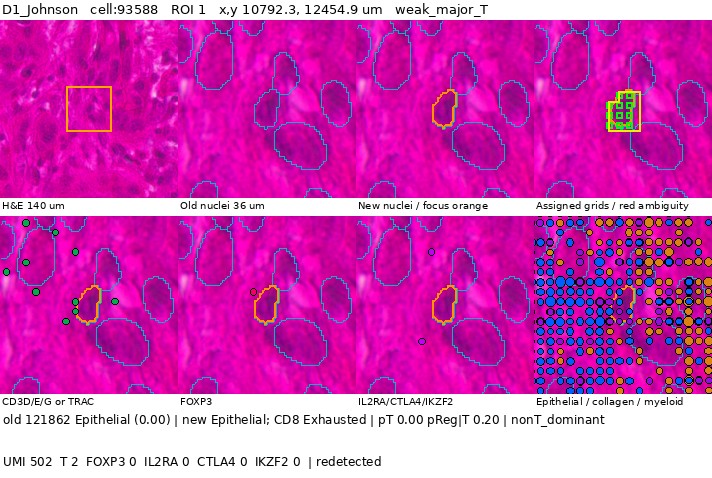 D1_Johnson cell:93588 ROI 1 x,y 10792.3, 12454.9 um weak_major_T
H&E 140 um
Old nuclei 36 um
New nuclei / focus orange
Assigned grids / red ambiguity
CD3D/E/G or TRAC
FOXP3
IL2RA/CTLA4/IKZF2
Epithelial / collagen / myeloid
old 121862 Epithelial (0.00) | new Epithelial; CD8 Exhausted | pT 0.00 pReg|T 0.20 | nonT_dominant
UMI 502 T 2 FOXP3 0 IL2RA 0 CTLA4 0 IKZF2 0 | redetected